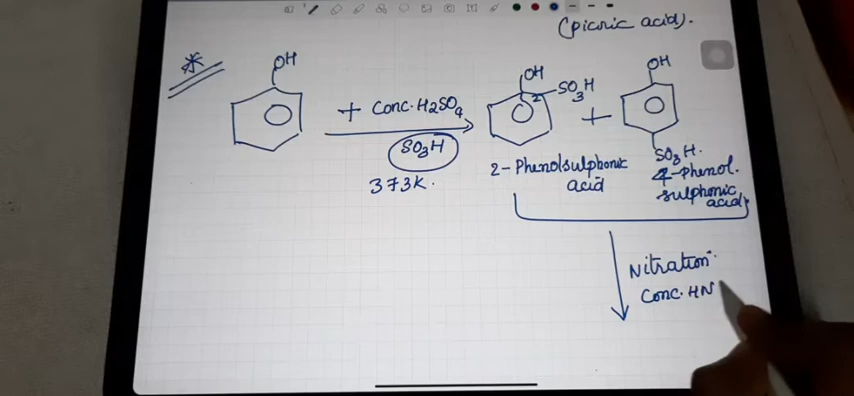 (picric acid).
OH
+ Conc. H2SO4
SO3H
373K.
OH
2
SO3H
+
OH
SO3H.
2-Phenolsulphonic
acid
4-Phenol.
sulphonic
acid
Nitration.
Conc. HN